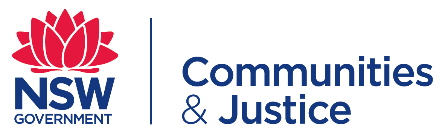 NSW
GOVERNMENT
Communities
& Justice